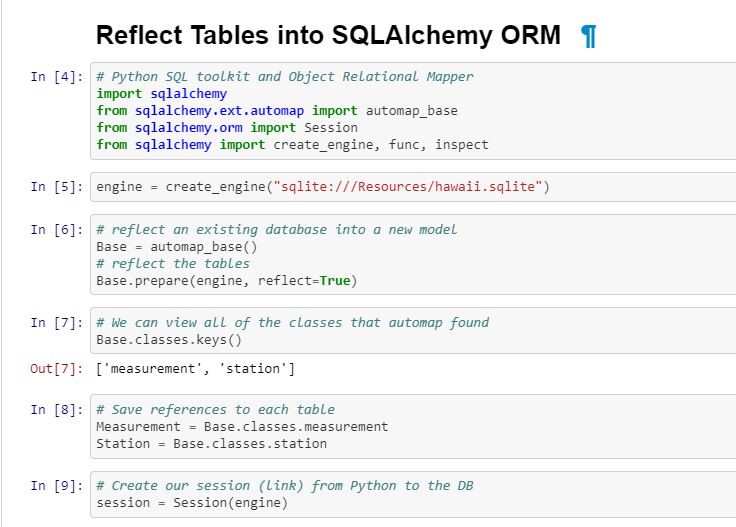 Reflect Tables into SQLAlchemy ORM ¶
In [4]: # Python SQL toolkit and Object Relational Mapper
import sqlalchemy
from sqlalchemy.ext.automap import automap_base
from sqlalchemy.orm import Session
from sqlalchemy import create_engine, func, inspect
In [5]: engine = create_engine("sqlite:///Resources/hawaii.sqlite")
In [6]: # reflect an existing database into a new model
Base = automap_base()
# reflect the tables
Base.prepare(engine, reflect=True)
In [7]: # We can view all of the classes that automap found
Base.classes.keys()
Out[7]: ['measurement', 'station']
In [8]: # Save references to each table
Measurement = Base.classes.measurement
Station = Base.classes.station
In [9]: # Create our session (link) from Python to the DB
session = Session(engine)